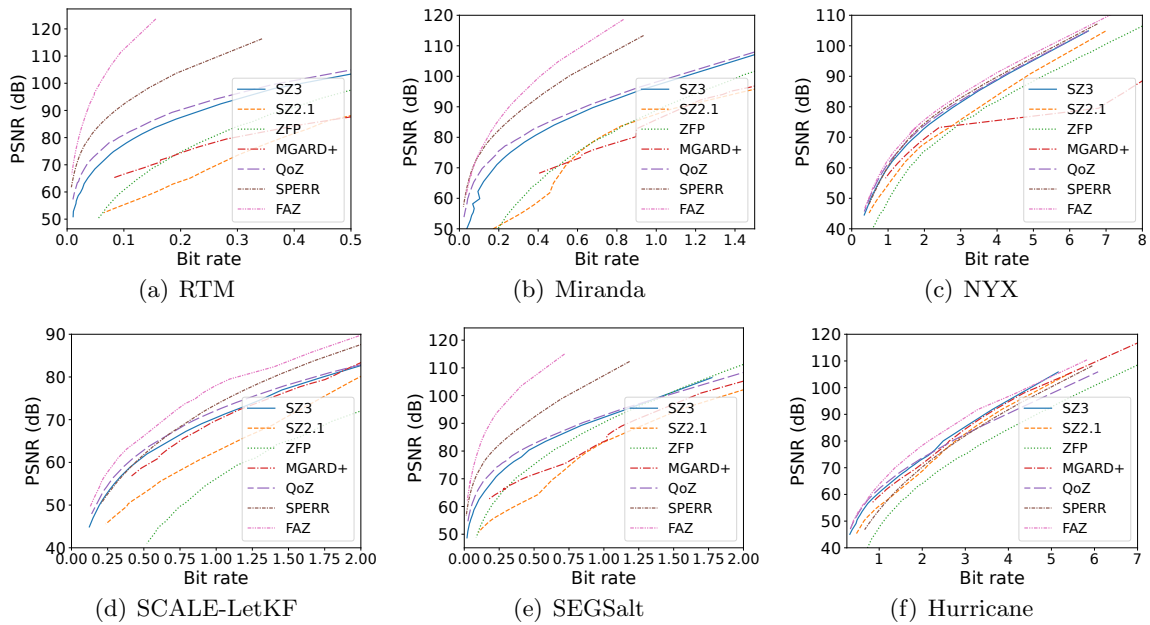 120
110
100
90
80
70
60
50
PSNR (dB)
0.0 0.1 0.2 0.3 0.4 0.5
Bit rate
SZ3
SZ2.1
ZFP
MGARD+
QoZ
SPERR
FAZ
(a) RTM
120
110
100
90
80
70
60
50
PSNR (dB)
0.0 0.2 0.4 0.6 0.8 1.0 1.2 1.4
Bit rate
SZ3
SZ2.1
ZFP
MGARD+
QoZ
SPERR
FAZ
(b) Miranda
110
100
90
80
70
60
50
40
PSNR (dB)
0 1 2 3 4 5 6 7 8
Bit rate
SZ3
SZ2.1
ZFP
MGARD+
QoZ
SPERR
FAZ
(c) NYX
90
80
70
60
50
40
PSNR (dB)
0.00 0.25 0.50 0.75 1.00 1.25 1.50 1.75 2.00
Bit rate
SZ3
SZ2.1
ZFP
MGARD+
QoZ
SPERR
FAZ
(d) SCALE-LetKF
120
110
100
90
80
70
60
50
PSNR (dB)
0.00 0.25 0.50 0.75 1.00 1.25 1.50 1.75 2.00
Bit rate
SZ3
SZ2.1
ZFP
MGARD+
QoZ
SPERR
FAZ
(e) SEGSalt
120
110
100
90
80
70
60
50
40
PSNR (dB)
1 2 3 4 5 6 7
Bit rate
SZ3
SZ2.1
ZFP
MGARD+
QoZ
SPERR
FAZ
(f) Hurricane